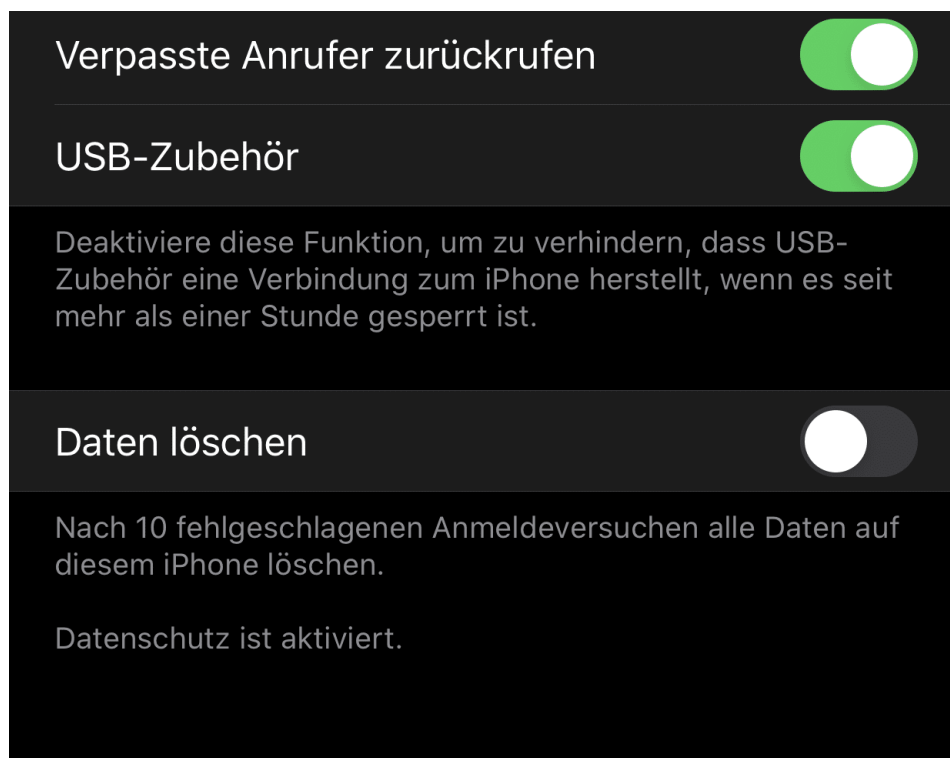 Verpasste Anrufer zurückrufen
USB-Zubehör
Deaktiviere diese Funktion, um zu verhindern, dass USB-
Zubehör eine Verbindung zum iPhone herstellt, wenn es seit
mehr als einer Stunde gesperrt ist.
Daten löschen
Nach 10 fehlgeschlagenen Anmeldeversuchen alle Daten auf
diesem iPhone löschen.
Datenschutz ist aktiviert.